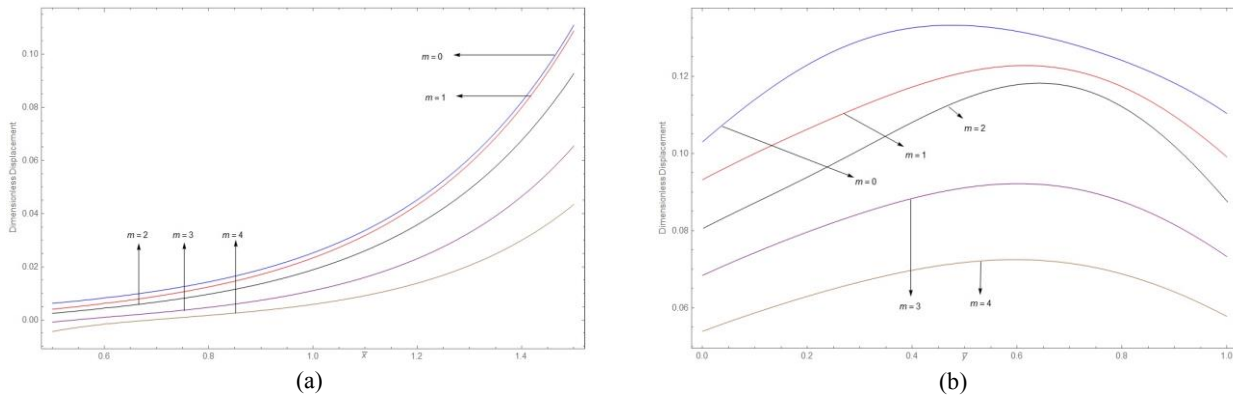 Dimensionless Displacement
0.10
0.08
0.06
0.04
0.02
0.00
m = 0
m = 1
m = 2
m = 3
m = 4
0.6
0.8
1.0
x̅
1.2
1.4
(a)
Dimensionless Displacement
0.12
0.10
0.08
0.06
m = 2
m = 1
m = 0
m = 3
m = 4
0.0
0.2
0.4
y̅
0.6
0.8
1.0
(b)